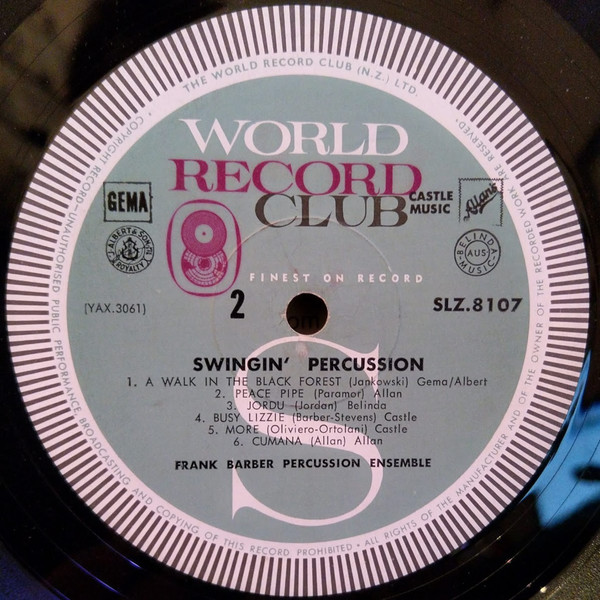 THE WORLD RECORD CLUB (N.Z.) LTD.
WORLD
RECORD
CLUB
GEMA
CASTLE
MUSIC
Allans
J. ALBERT & SON PTY
ROYALTY
BELINDA
AUS
MUSIC
FINEST ON RECORD
(YAX.3061)
2
SLZ.8107
SWINGIN' PERCUSSION
1. A WALK IN THE BLACK FOREST (Jankowski) Gema/Albert
2. PEACE PIPE (Paramor) Allan
3. JORDU (Jordan) Belinda
4. BUSY LIZZIE (Barber-Stevens) Castle
5. MORE (Oliviero-Ortolani) Castle
6. CUMANA (Allan) Allan
FRANK BARBER PERCUSSION ENSEMBLE
S
COPYRIGHT RECORD—UNAUTHORISED PUBLIC PERFORMANCE, BROADCASTING AND COPYING OF THIS RECORD PROHIBITED • ALL RIGHTS OF THE MANUFACTURER AND OF THE OWNER OF THE RECORDED WORK ARE RESERVED.